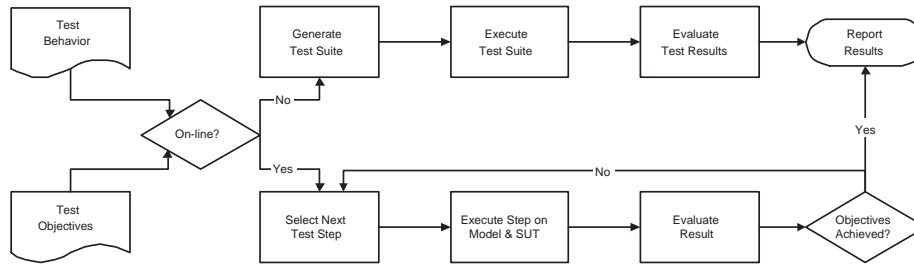 Test
Behavior
Generate
Test Suite
Execute
Test Suite
Evaluate
Test Results
Report
Results
No
On-line?
Yes
Yes
No
Test
Objectives
Select Next
Test Step
Execute Step on
Model & SUT
Evaluate
Result
Objectives
Achieved?